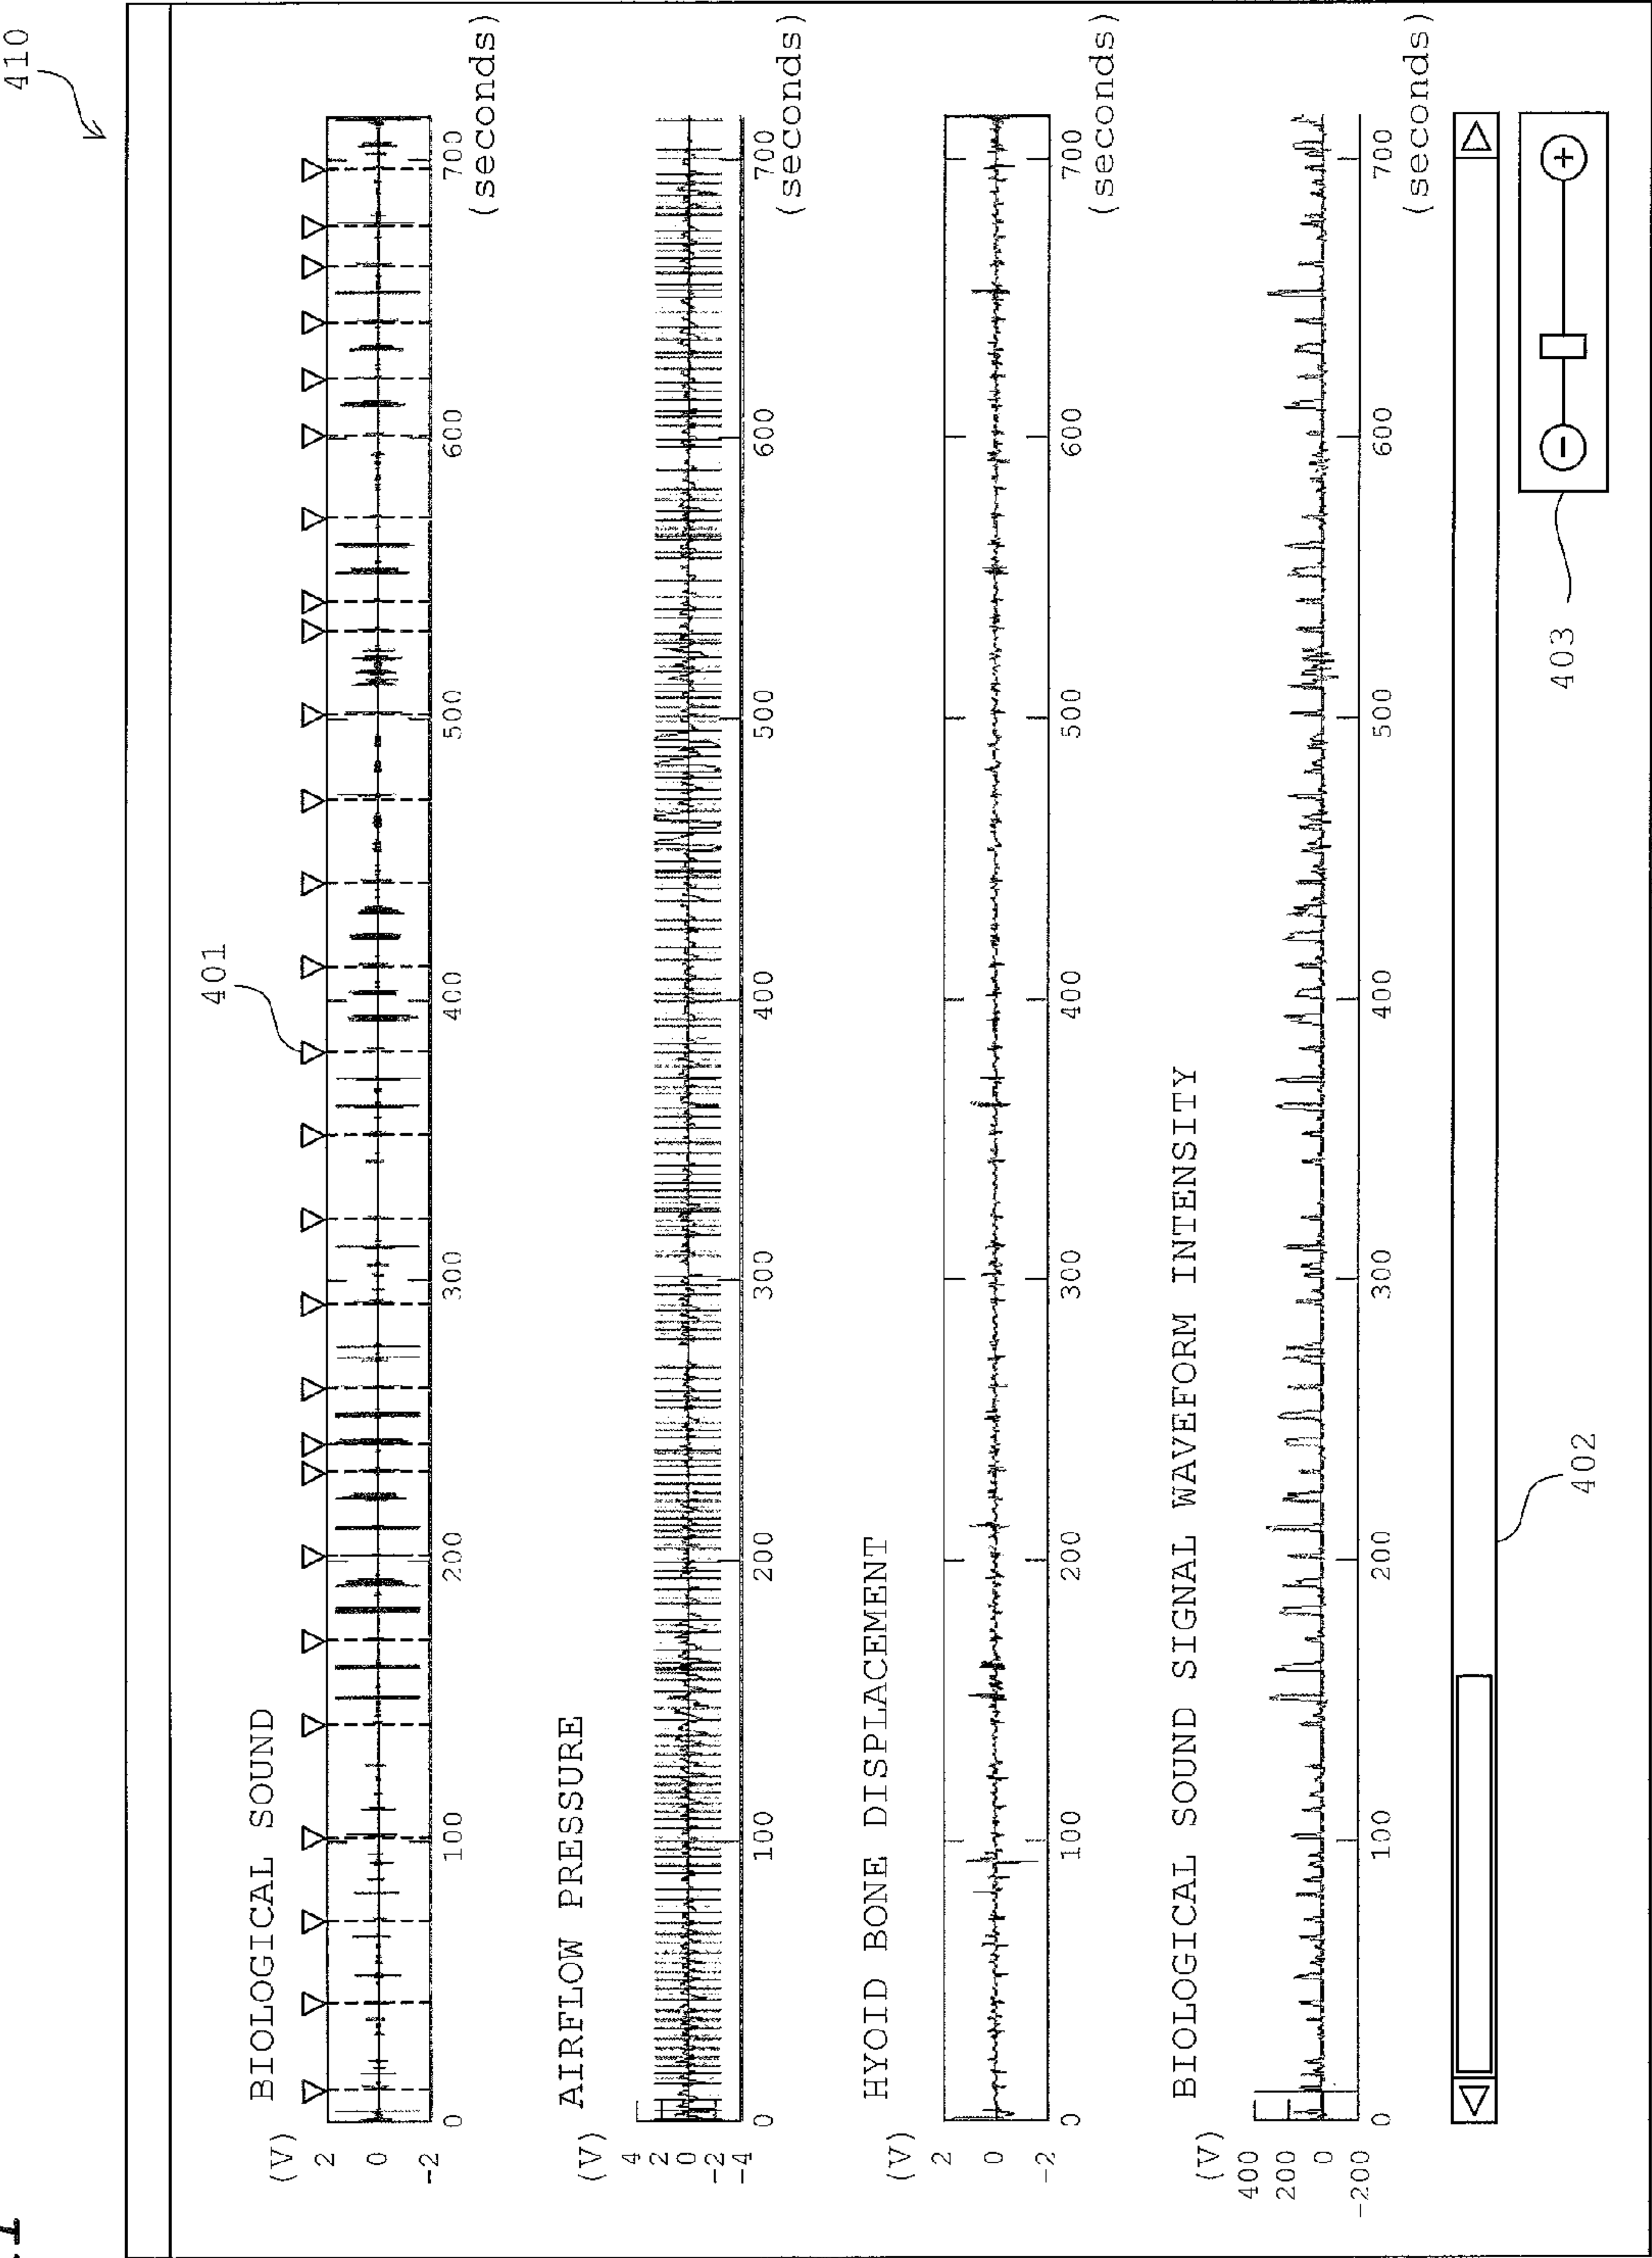 410
BIOLOGICAL SOUND
401
(V)
2
0
-2
0 100 200 300 400 500 600 700
(seconds)
AIRFLOW PRESSURE
(V)
4
2
0
-2
-4
0 100 200 300 400 500 600 700
(seconds)
HYOID BONE DISPLACEMENT
(V)
2
0
-2
0 100 200 300 400 500 600 700
(seconds)
BIOLOGICAL SOUND SIGNAL WAVEFORM INTENSITY
(V)
400
200
0
-200
0 100 200 300 400 500 600 700
(seconds)
402
403
− +